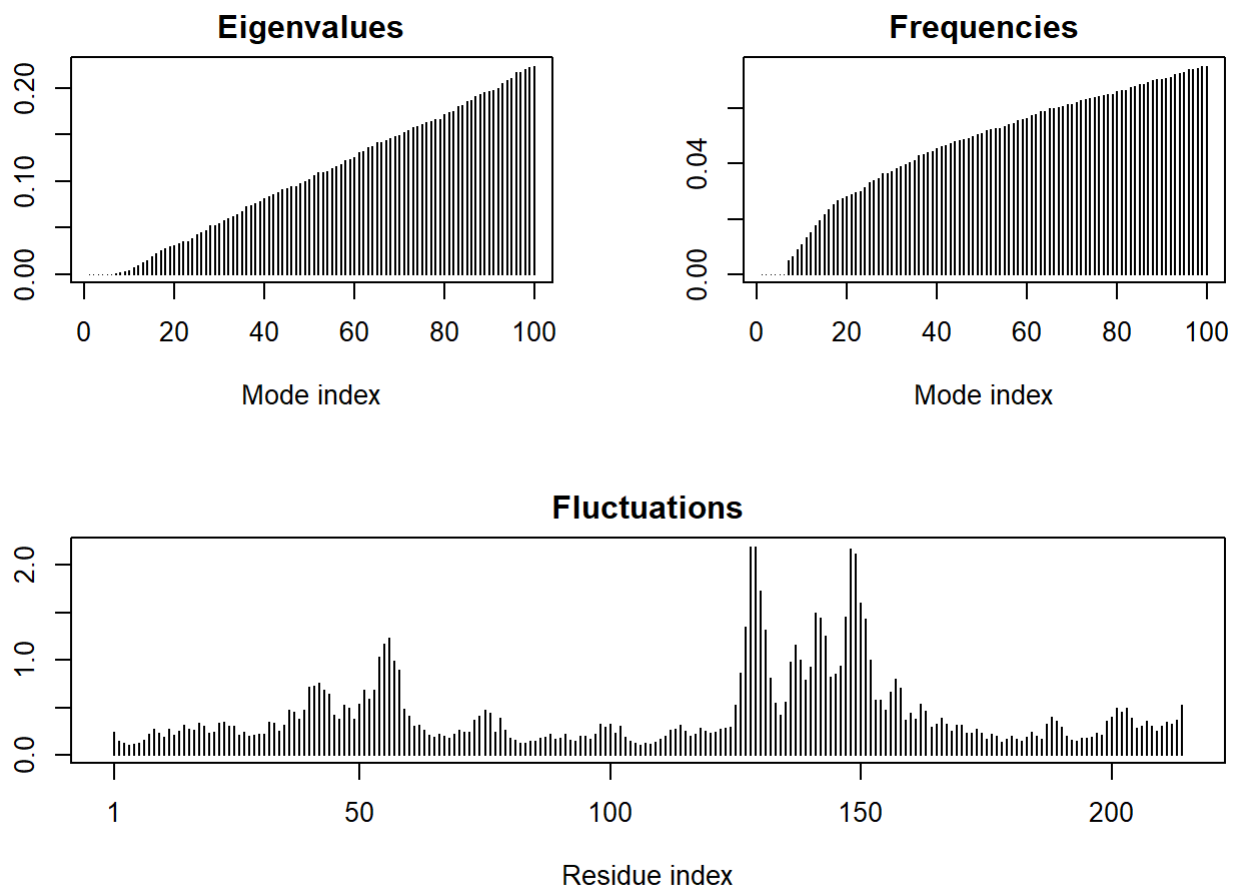 Eigenvalues
0.00 0.10 0.20
0 20 40 60 80 100
Mode index
Frequencies
0.00 0.04
0 20 40 60 80 100
Mode index
Fluctuations
0.0 1.0 2.0
1 50 100 150 200
Residue index